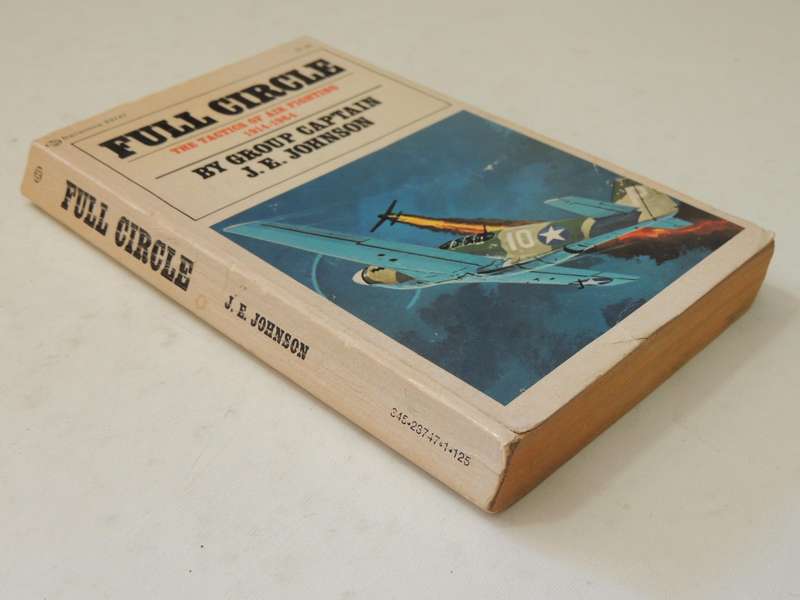 FULL CIRCLE
THE TACTICS OF AIR FIGHTING
1914-1964
BY GROUP CAPTAIN
J. E. JOHNSON
10
FULL CIRCLE
J. E. JOHNSON
345-23747-1-125